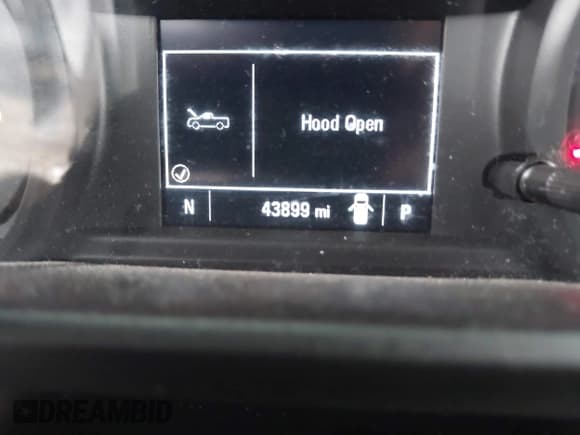 Hood Open
N 43899 mi P
DREAMBID